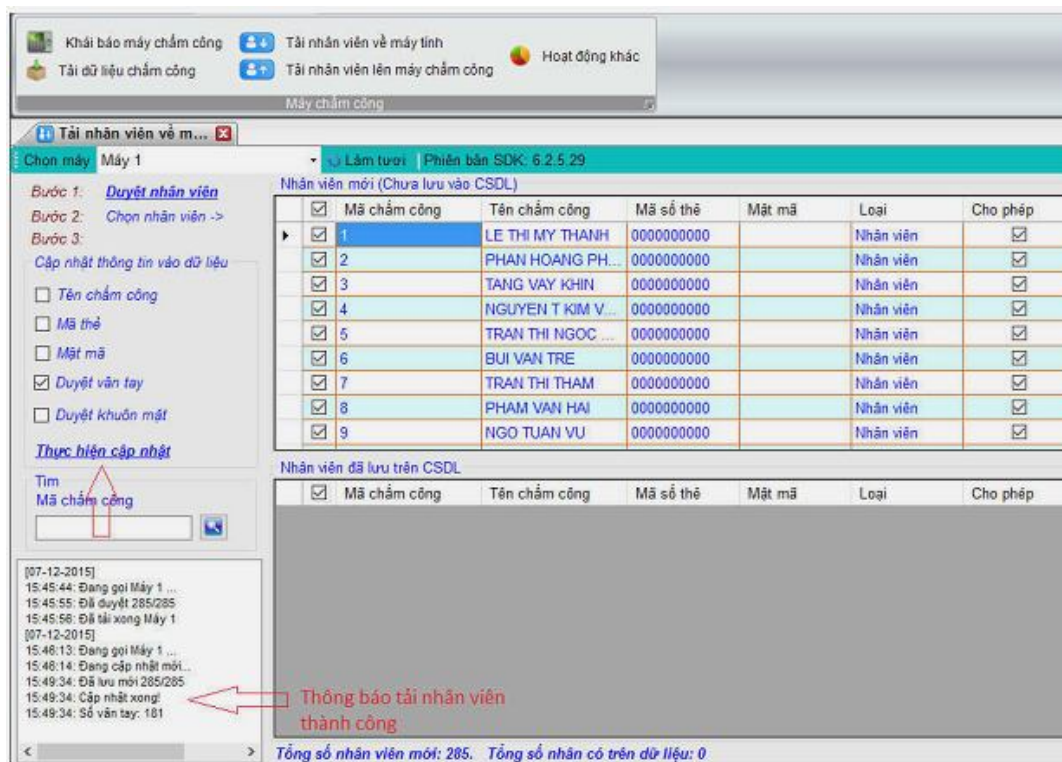 Khái báo máy chấm công
Tải nhân viên về máy tính
Hoạt động khác
Tải dữ liệu chấm công
Tải nhân viên lên máy chấm công
Máy chấm công
Tải nhân viên về m...
Chọn máy Máy 1 Làm tươi Phiên bản SDK: 6.2.5.29
Bước 1: Duyệt nhân viên
Bước 2: Chọn nhân viên ->
Bước 3:
Cập nhật thông tin vào dữ liệu
Tên chấm công
Mã thẻ
Mật mã
Duyệt vân tay
Duyệt khuôn mặt
Thực hiện cập nhật
Tìm
Mã chấm công
[07-12-2015]
15:45:44: Đang gọi Máy 1 ...
15:45:55: Đã duyệt 285/285
15:45:56: Đã tải xong Máy 1
[07-12-2015]
15:46:13: Đang gọi Máy 1 ...
15:46:14: Đang cập nhật mới...
15:49:34: Đã lưu mới 285/285
15:49:34: Cập nhật xong!
15:49:34: Số vân tay: 181
Nhân viên mới (Chưa lưu vào CSDL)
Mã chấm công Tên chấm công Mã số thẻ Mật mã Loại Cho phép
1 LE THI MY THANH 0000000000 Nhân viên
2 PHAN HOANG PH... 0000000000 Nhân viên
3 TANG VAY KHIN 0000000000 Nhân viên
4 NGUYEN T KIM V... 0000000000 Nhân viên
5 TRAN THI NGOC ... 0000000000 Nhân viên
6 BUI VAN TRE 0000000000 Nhân viên
7 TRAN THI THAM 0000000000 Nhân viên
8 PHAM VAN HAI 0000000000 Nhân viên
9 NGO TUAN VU 0000000000 Nhân viên
Nhân viên đã lưu trên CSDL
Mã chấm công Tên chấm công Mã số thẻ Mật mã Loại Cho phép
Thông báo tải nhân viên
thành công
Tổng số nhân viên mới: 285. Tổng số nhân có trên dữ liệu: 0